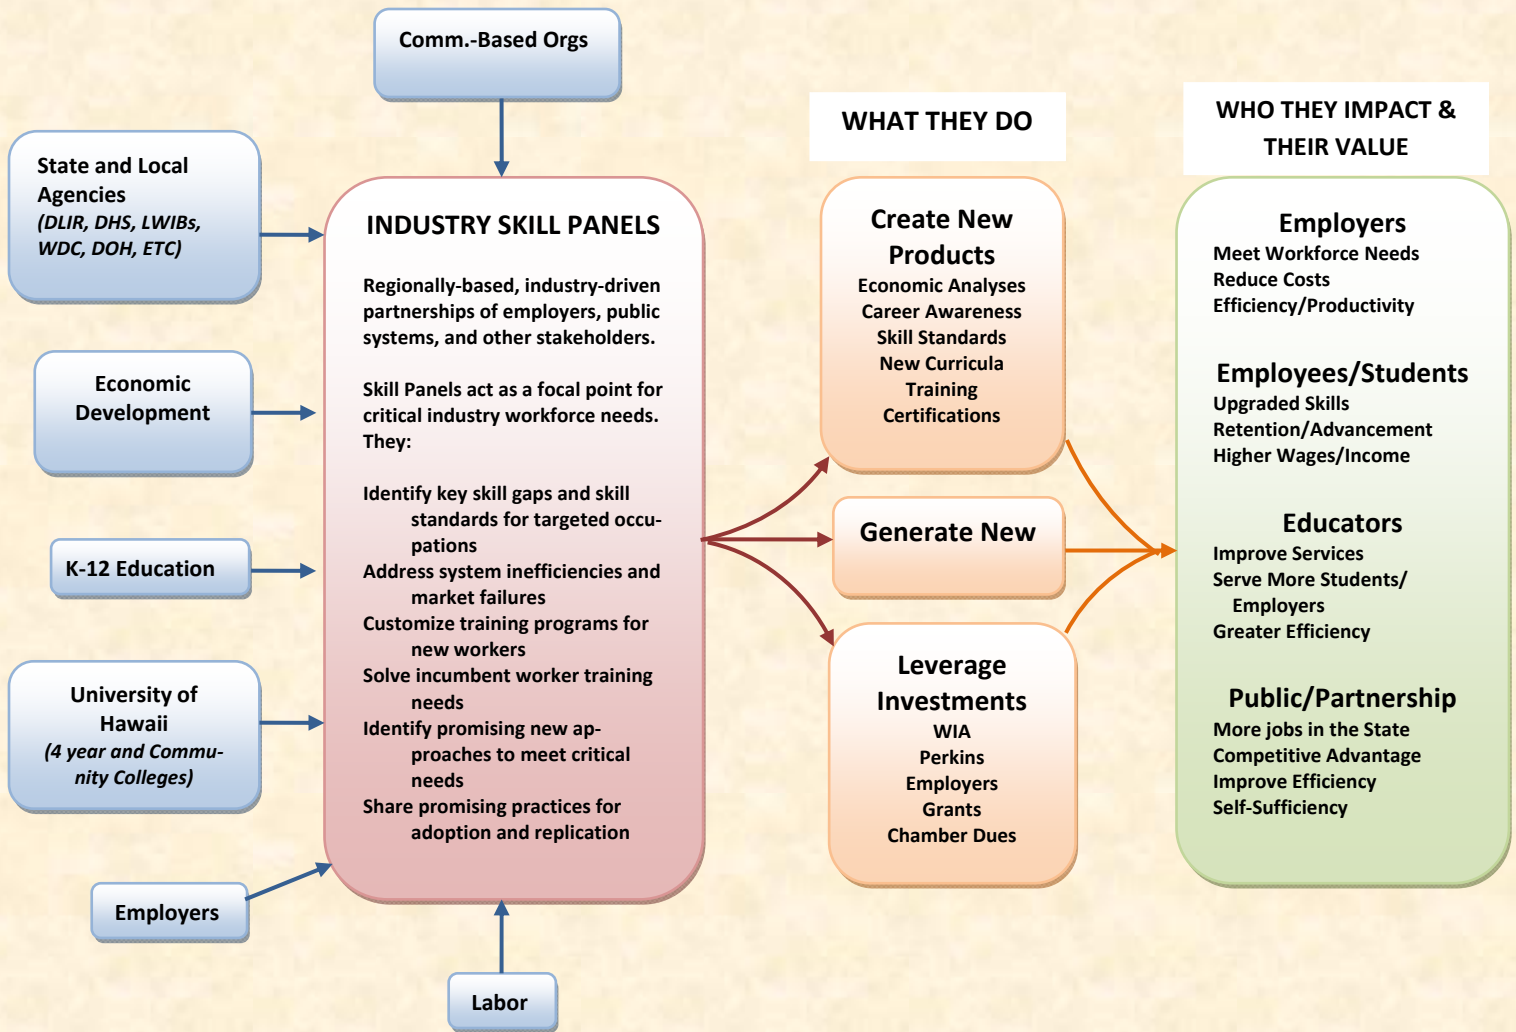 Comm.-Based Orgs
State and Local
Agencies
(DLIR, DHS, LWIBs,
WDC, DOH, ETC)
Economic
Development
K-12 Education
University of
Hawaii
(4 year and Commu-
nity Colleges)
Employers
Labor
INDUSTRY SKILL PANELS
Regionally-based, industry-driven
partnerships of employers, public
systems, and other stakeholders.
Skill Panels act as a focal point for
critical industry workforce needs.
They:
Identify key skill gaps and skill
standards for targeted occu-
pations
Address system inefficiencies and
market failures
Customize training programs for
new workers
Solve incumbent worker training
needs
Identify promising new ap-
proaches to meet critical
needs
Share promising practices for
adoption and replication
WHAT THEY DO
Create New
Products
Economic Analyses
Career Awareness
Skill Standards
New Curricula
Training
Certifications
Generate New
Leverage
Investments
WIA
Perkins
Employers
Grants
Chamber Dues
WHO THEY IMPACT &
THEIR VALUE
Employers
Meet Workforce Needs
Reduce Costs
Efficiency/Productivity
Employees/Students
Upgraded Skills
Retention/Advancement
Higher Wages/Income
Educators
Improve Services
Serve More Students/
Employers
Greater Efficiency
Public/Partnership
More jobs in the State
Competitive Advantage
Improve Efficiency
Self-Sufficiency